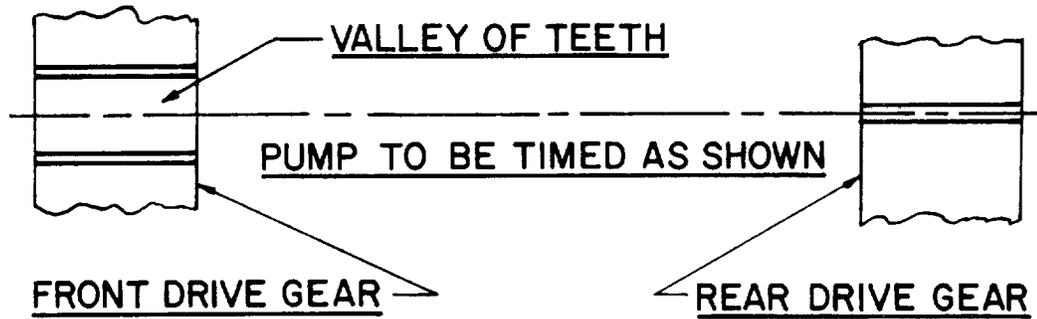 VALLEY OF TEETH
PUMP TO BE TIMED AS SHOWN
FRONT DRIVE GEAR
REAR DRIVE GEAR